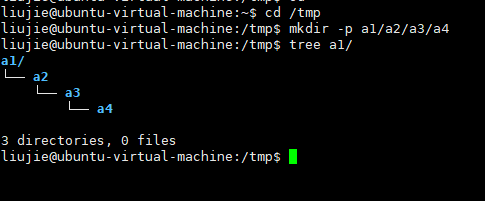 liujie@ubuntu-virtual-machine:~$ cd /tmp
liujie@ubuntu-virtual-machine:/tmp$ mkdir -p a1/a2/a3/a4
liujie@ubuntu-virtual-machine:/tmp$ tree a1/
a1/
└── a2
    └── a3
        └── a4
3 directories, 0 files
liujie@ubuntu-virtual-machine:/tmp$